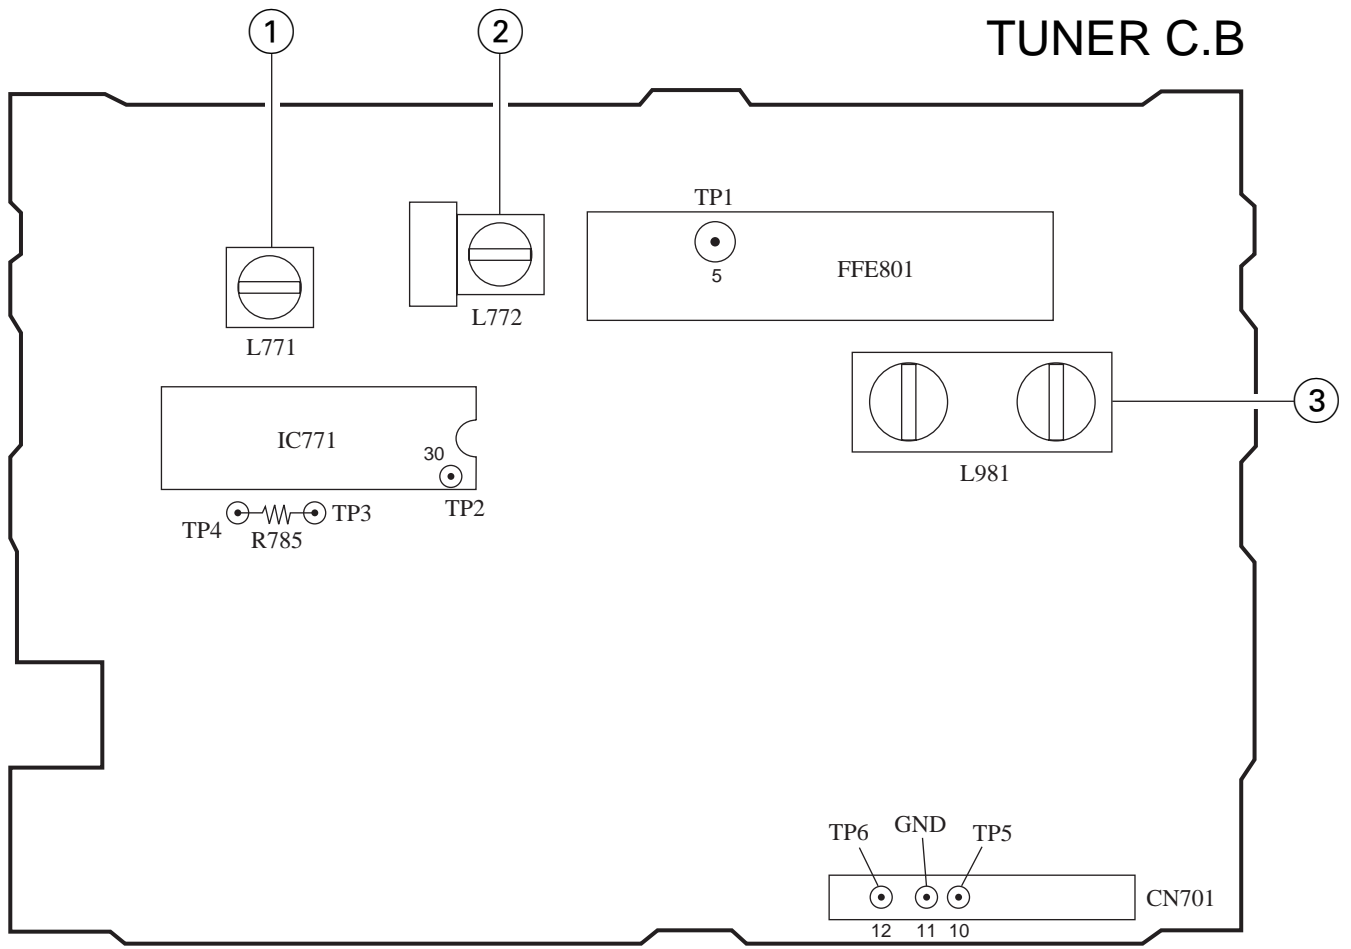 1
2
TUNER C.B
TP1
5
FFE801
L772
L771
3
IC771
30
L981
TP2
TP4
TP3
R785
TP6
GND
TP5
CN701
12
11
10